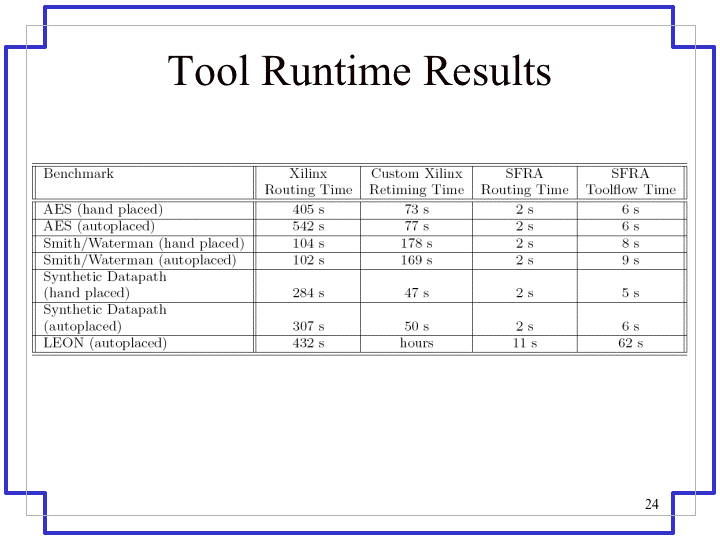 Tool Runtime Results
Benchmark Xilinx Custom Xilinx SFRA SFRA
Routing Time Retiming Time Routing Time Toolflow Time
AES (hand placed) 405 s 73 s 2 s 6 s
AES (autoplaced) 542 s 77 s 2 s 6 s
Smith/Waterman (hand placed) 104 s 178 s 2 s 8 s
Smith/Waterman (autoplaced) 102 s 169 s 2 s 9 s
Synthetic Datapath
(hand placed) 284 s 47 s 2 s 5 s
Synthetic Datapath
(autoplaced) 307 s 50 s 2 s 6 s
LEON (autoplaced) 432 s hours 11 s 62 s
24